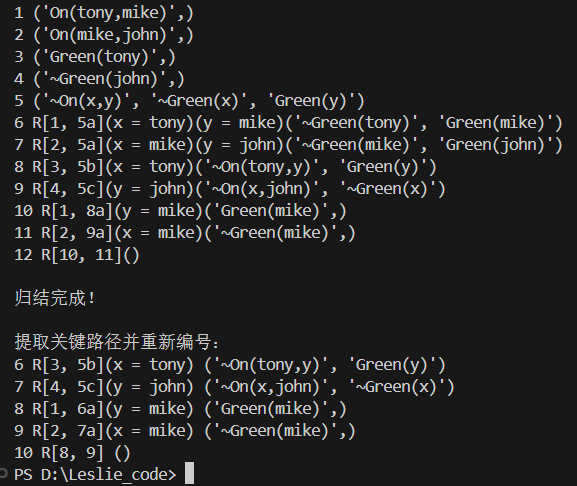 1 ('On(tony,mike)',)
2 ('On(mike,john)',)
3 ('Green(tony)',)
4 ('~Green(john)',)
5 ('~On(x,y)', '~Green(x)', 'Green(y)')
6 R[1, 5a](x = tony)(y = mike)('~Green(tony)', 'Green(mike)')
7 R[2, 5a](x = mike)(y = john)('~Green(mike)', 'Green(john)')
8 R[3, 5b](x = tony)('~On(tony,y)', 'Green(y)')
9 R[4, 5c](y = john)('~On(x,john)', '~Green(x)')
10 R[1, 8a](y = mike)('Green(mike)',)
11 R[2, 9a](x = mike)('~Green(mike)',)
12 R[10, 11]()
归结完成!
提取关键路径并重新编号:
6 R[3, 5b](x = tony) ('~On(tony,y)', 'Green(y)')
7 R[4, 5c](y = john) ('~On(x,john)', '~Green(x)')
8 R[1, 6a](y = mike) ('Green(mike)',)
9 R[2, 7a](x = mike) ('~Green(mike)',)
10 R[8, 9] ()
PS D:\Leslie_code>